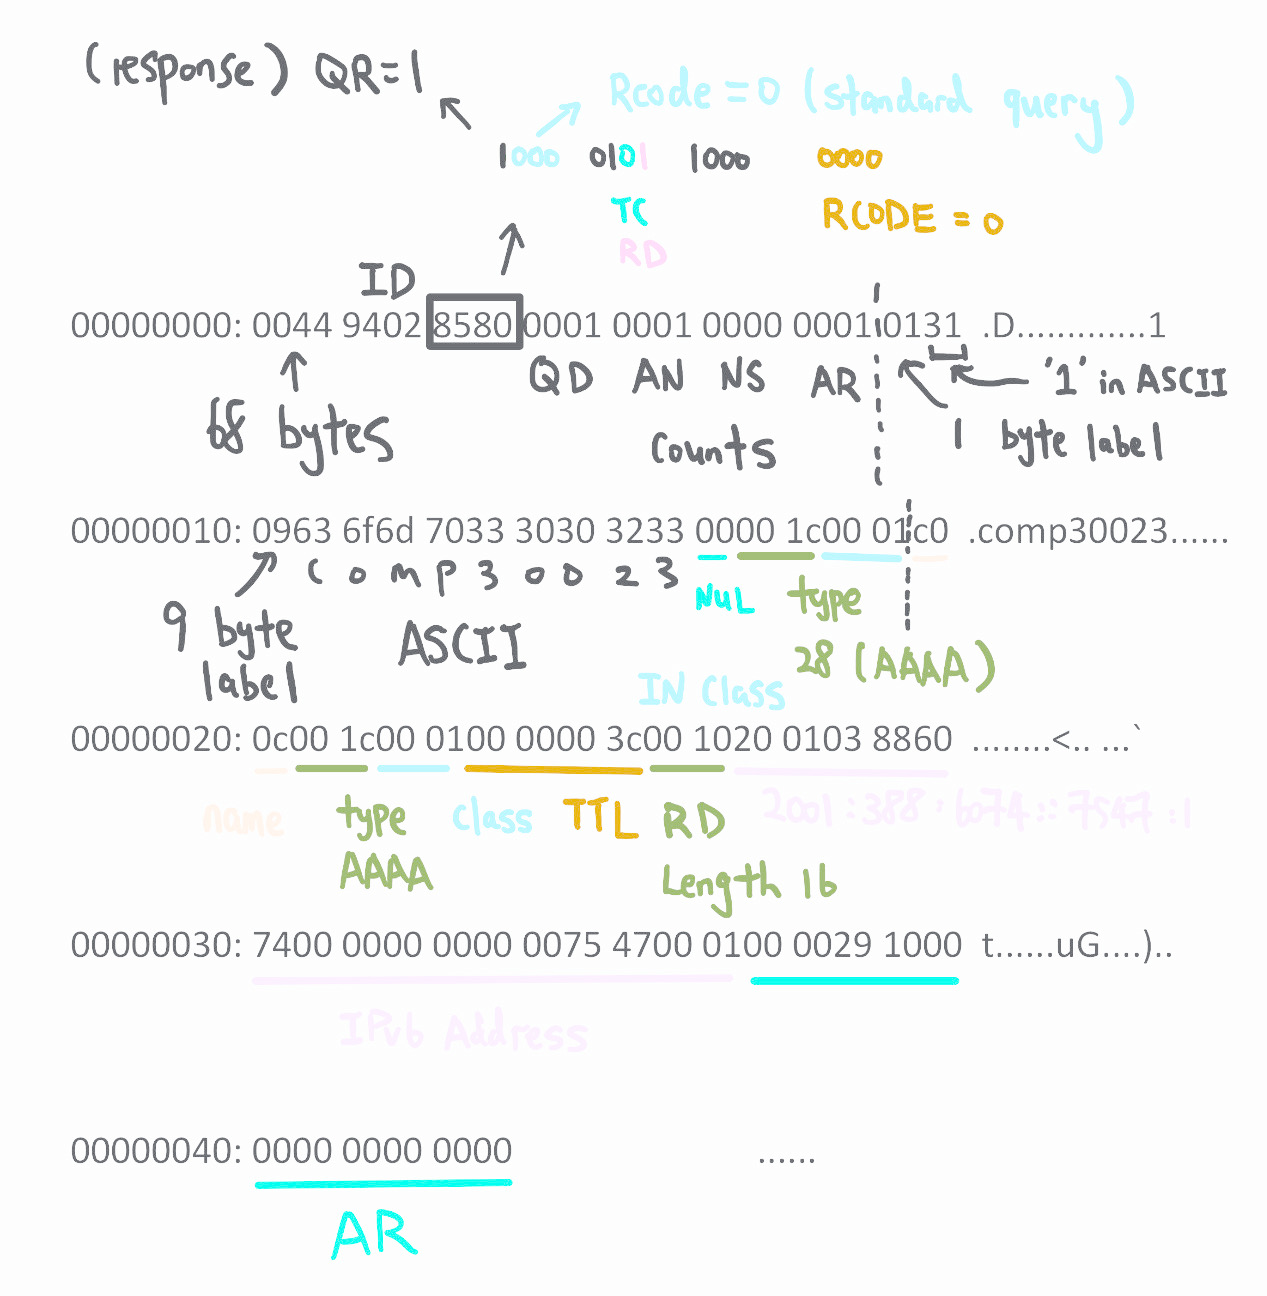 (response) QR=1
Rcode = 0 (standard query)
1000 0101 1000 0000
TC
RCODE = 0
RD
ID
00000000: 0044 9402 8580 0001 0001 0000 0001 0131 .D............1
QD AN NS AR
'1' in ASCII
68 bytes
counts
1 byte label
00000010: 0963 6f6d 7033 3030 3233 0000 1c00 01c0 .comp30023......
c o m p 3 0 0 2 3
NUL
type
9 byte
label
ASCII
28 (AAAA)
IN Class
00000020: 0c00 1c00 0100 0000 3c00 1020 0103 8860 ........<.. ...`
name
type
class
TTL
RD
2001:388:6074::7547:1
AAAA
Length 16
00000030: 7400 0000 0000 0075 4700 0100 0029 1000 t......uG....)..
IPv6 Address
00000040: 0000 0000 0000 ......
AR